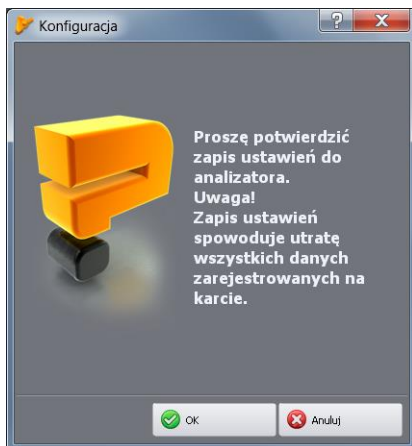 Konfiguracja
Proszę potwierdzić
zapis ustawień do
analizatora.
Uwaga!
Zapis ustawień
spowoduje utratę
wszystkich danych
zarejestrowanych na
karcie.
OK
Anuluj